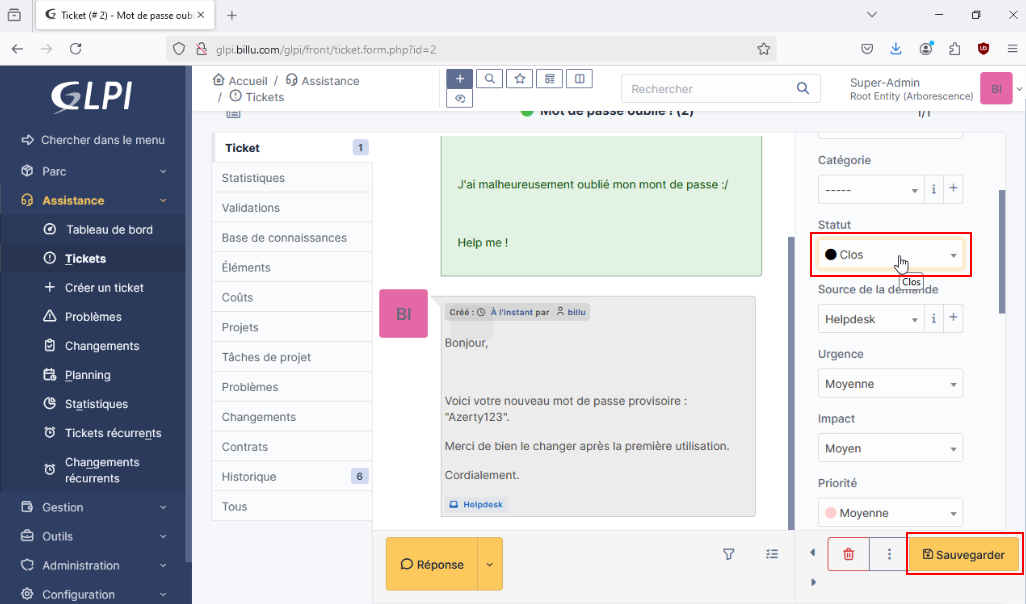 Ticket (# 2) - Mot de passe oubl
glpi.billu.com/glpi/front/ticket.form.php?id=2
GLPI
Chercher dans le menu
Parc
Assistance
Tableau de bord
Tickets
Créer un ticket
Problèmes
Changements
Planning
Statistiques
Tickets récurrents
Changements
récurrents
Gestion
Outils
Administration
Configuration
Accueil / Assistance
/ Tickets
Rechercher
Super-Admin
Root Entity (Arborescence)
BI
Mot de passe oublié ! (2)
1/1
Ticket 1
Statistiques
Validations
Base de connaissances
Éléments
Coûts
Projets
Tâches de projet
Problèmes
Changements
Contrats
Historique 6
Tous
J'ai malheureusement oublié mon mont de passe :/
Help me !
BI
Créé : À l'instant par billu
Bonjour,
Voici votre nouveau mot de passe provisoire :
"Azerty123".
Merci de bien le changer après la première utilisation.
Cordialement.
Helpdesk
Réponse
Catégorie
-----
Statut
Clos
Clos
Source de la demande
Helpdesk
Urgence
Moyenne
Impact
Moyen
Priorité
Moyenne
Sauvegarder